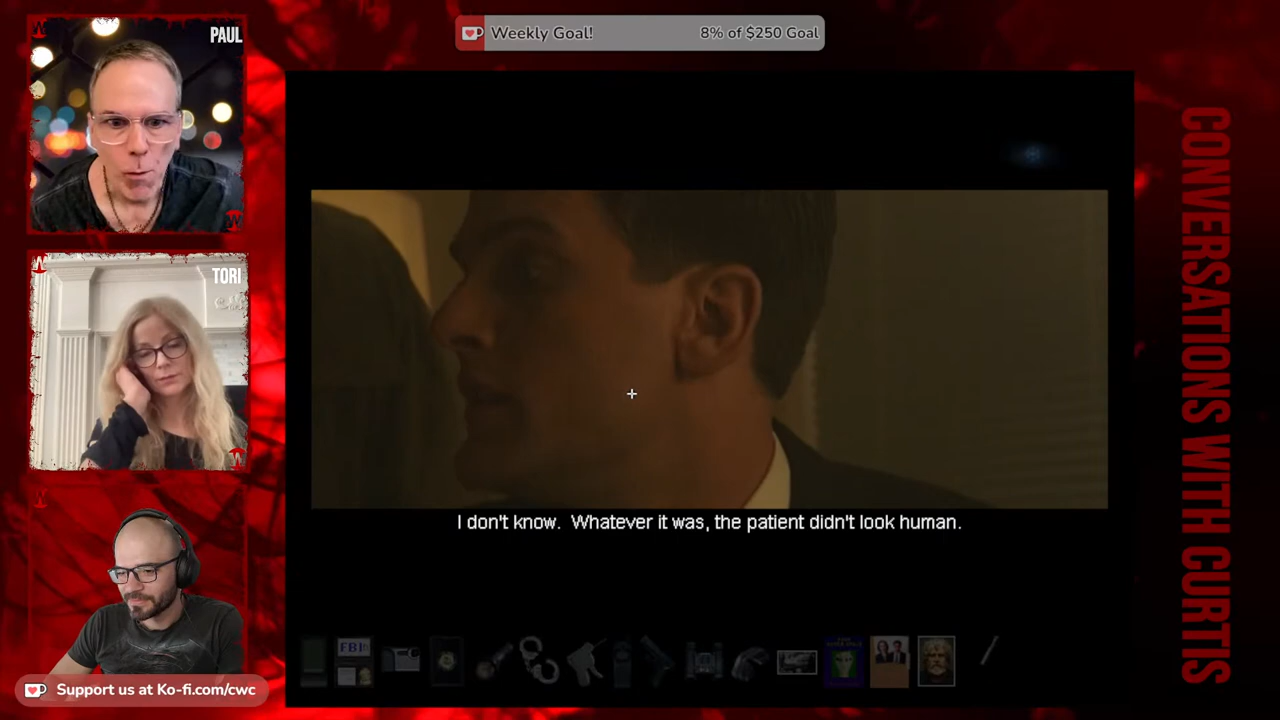 PAUL
Weekly Goal!
8% of $250 Goal
TORI
CONVERSATIONS WITH CURTIS
I don't know. Whatever it was, the patient didn't look human.
FBI
Support us at Ko-fi.com/cwc